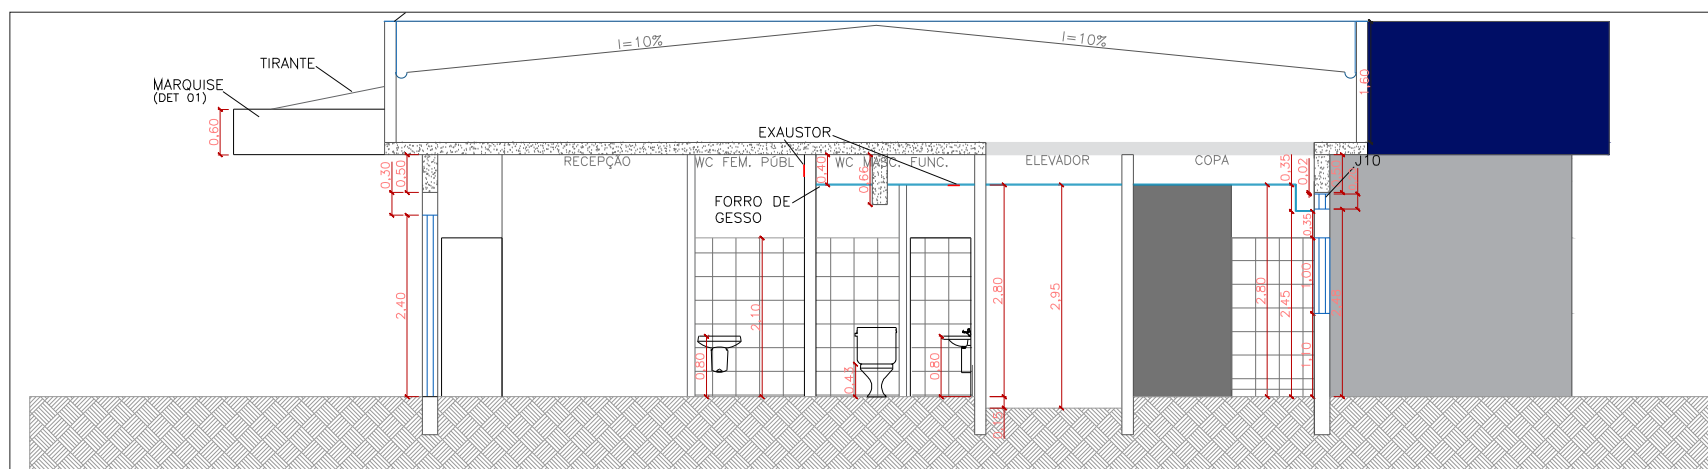 I=10%
I=10%
TIRANTE
MARQUISE
(DET 01)
0,60
1,60
EXAUSTOR
RECEPÇÃO
WC FEM. PÚBL
WC MASC. FUNC.
ELEVADOR
COPA
J10
0,30
0,50
0,40
0,66
0,35
0,02
FORRO DE
GESSO
0,35
2,40
2,10
2,80
2,95
2,80
2,45
1,00
0,80
0,43
0,80
1,10
0,15